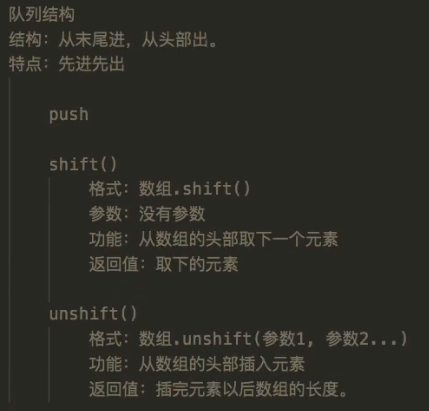 队列结构
结构：从末尾进，从头部出。
特点：先进先出
push
shift()
格式：数组.shift()
参数：没有参数
功能：从数组的头部取下一个元素
返回值：取下的元素
unshift()
格式：数组.unshift(参数1, 参数2...)
功能：从数组的头部插入元素
返回值：插完元素以后数组的长度。